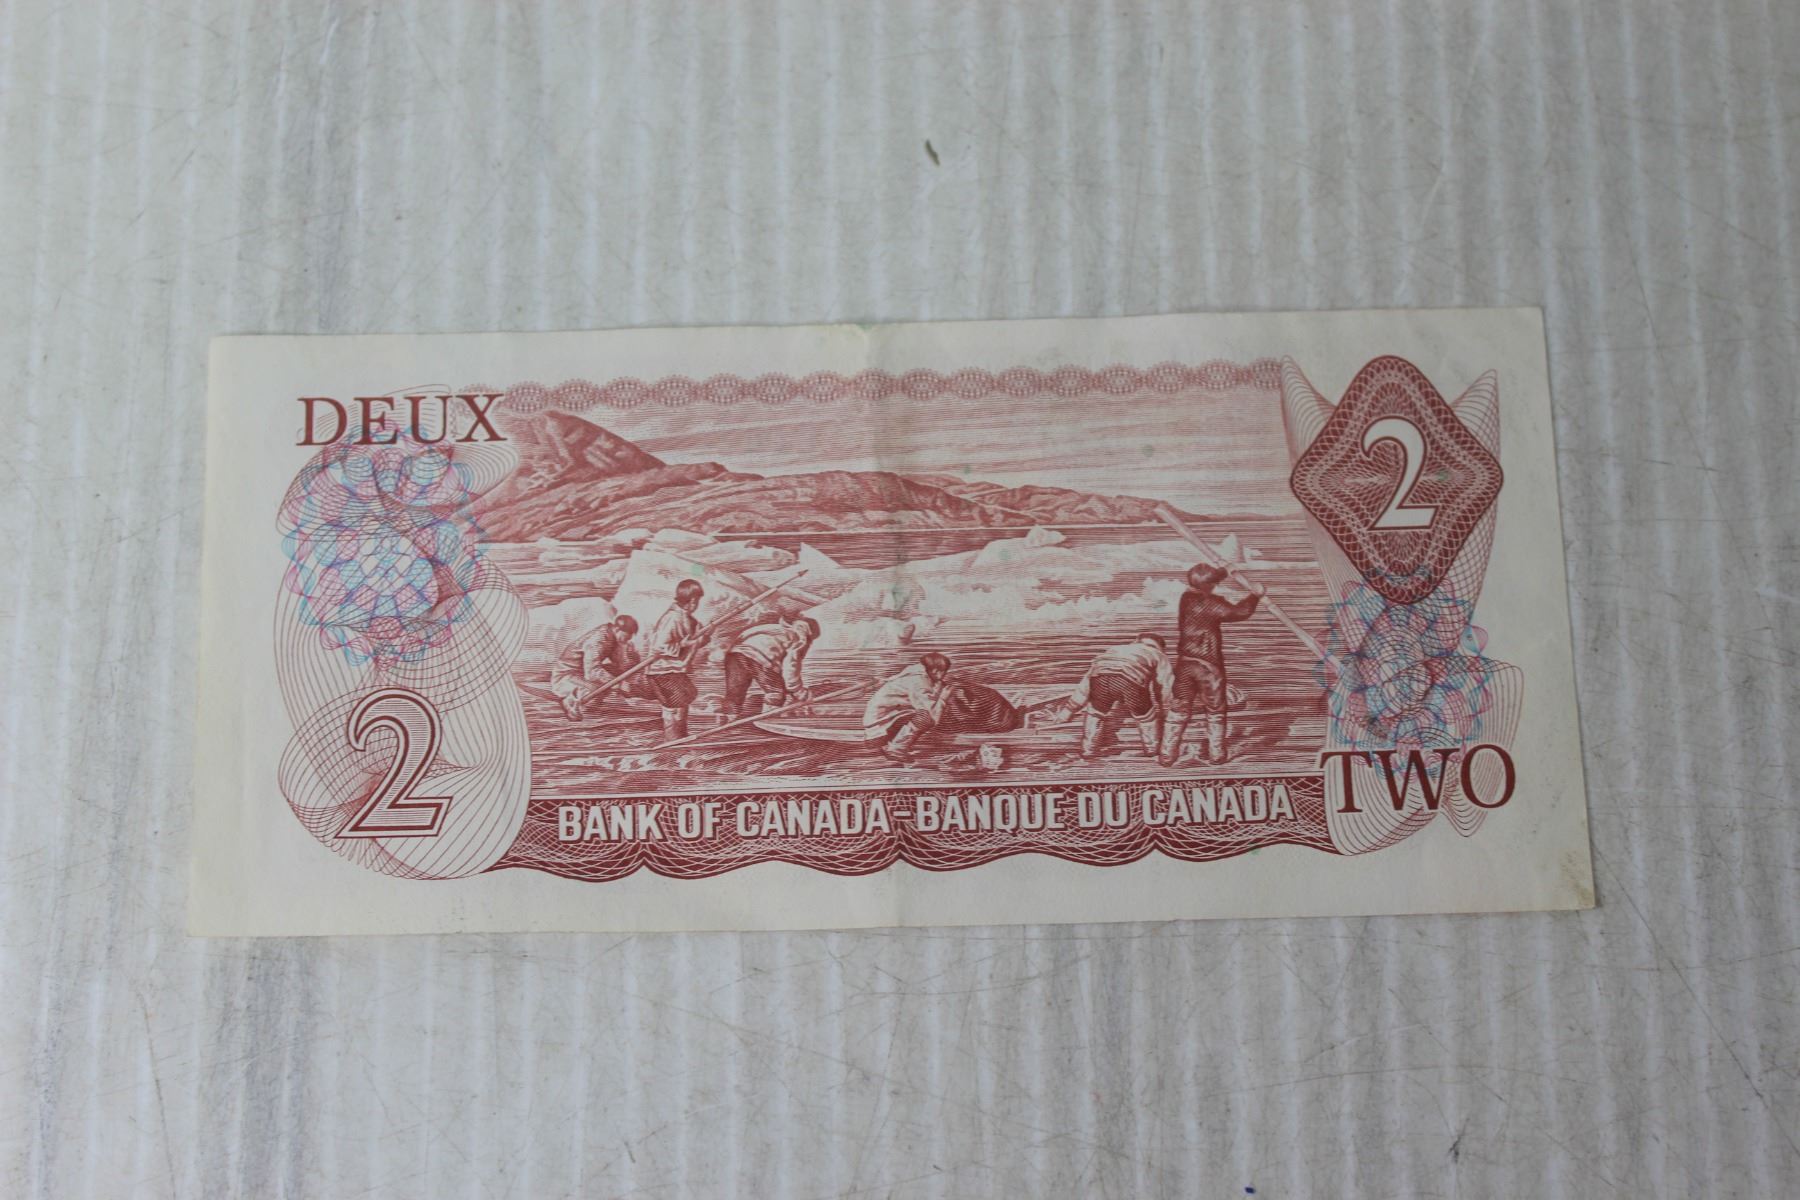 DEUX
2
2
BANK OF CANADA-BANQUE DU CANADA
TWO